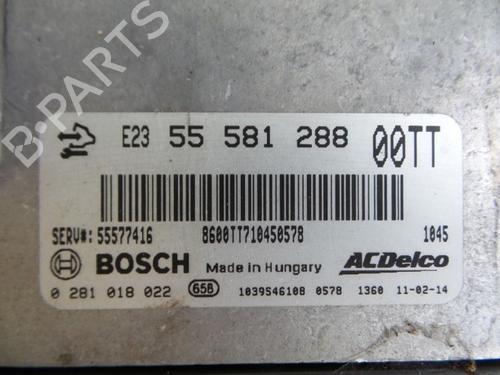 B-PARTS
E23 55 581 288 00TT
SERV#: 55577416 8600TT710450578 1045
BOSCH Made in Hungary ACDelco
0 281 018 022 658 1039S46108 0578 1360 11-02-14